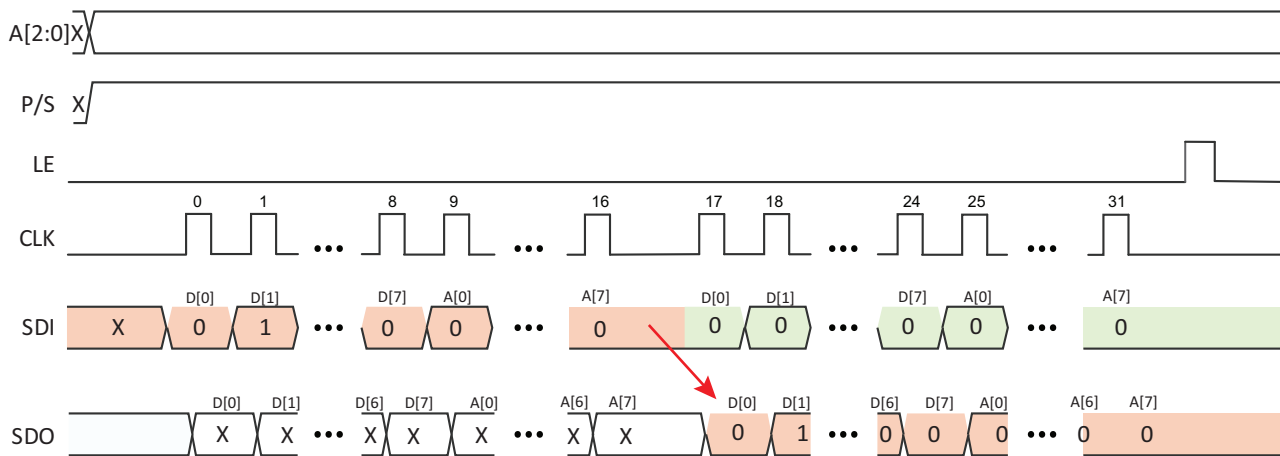 A[2:0] X
P/S X
LE
0 1 8 9 16 17 18 24 25 31
CLK ••• ••• ••• •••
D[0] D[1] D[7] A[0] A[7] D[0] D[1] D[7] A[0] A[7]
SDI X 0 1 ••• 0 0 ••• 0 0 0 ••• 0 0 ••• 0
D[0] D[1] D[6] D[7] A[0] A[6] A[7] D[0] D[1] D[6] D[7] A[0] A[6] A[7]
SDO X X ••• X X X ••• X X 0 1 ••• 0 0 0 ••• 0 0